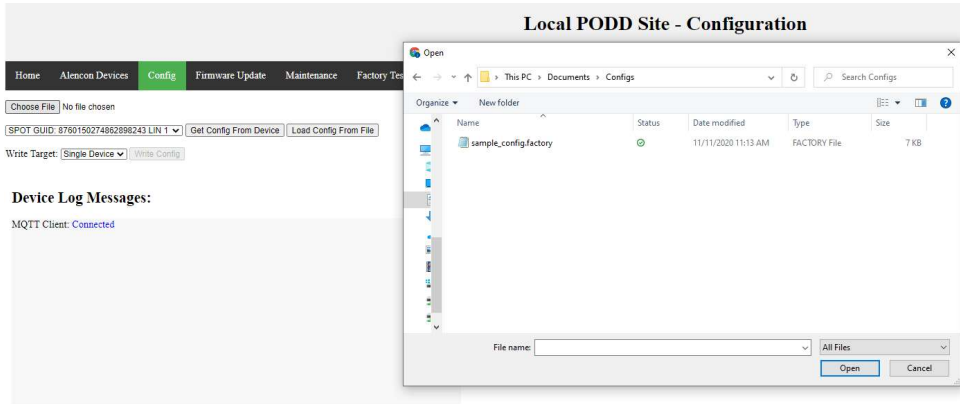 Local PODD Site - Configuration
Home Alencon Devices Config Firmware Update Maintenance Factory Tes
Choose File No file chosen
SPOT GUID: 8760150274862898243 LIN 1 Get Config From Device Load Config From File
Write Target: Single Device Write Config
Device Log Messages:
MQTT Client: Connected
Open
This PC > Documents > Configs
Search Configs
Organize New folder
Name Status Date modified Type Size
sample_config.factory 11/11/2020 11:13 AM FACTORY File 7 KB
File name: All Files
Open Cancel